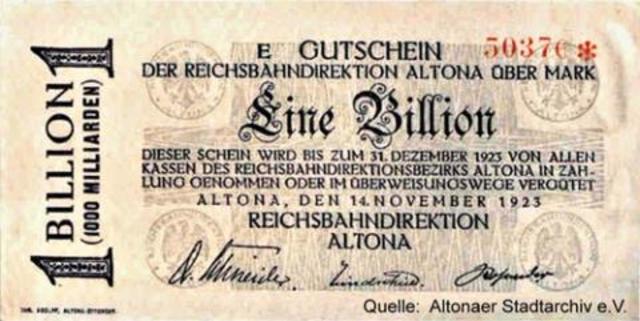 1 BILLION 1
(1000 MILLIARDEN)
E GUTSCHEIN 50376 *
DER REICHSBAHNDIREKTION ALTONA ÜBER MARK
Eine Billion
DIESER SCHEIN WIRD BIS ZUM 31. DEZEMBER 1923 VON ALLEN
KASSEN DES REICHSBAHNDIREKTIONSBEZIRKS ALTONA IN ZAH-
LUNG GENOMMEN ODER IM ÜBERWEISUNGSWEGE VERGÜTET
ALTONA, DEN 14. NOVEMBER 1923
REICHSBAHNDIREKTION
ALTONA
Quelle: Altonaer Stadtarchiv e.V.